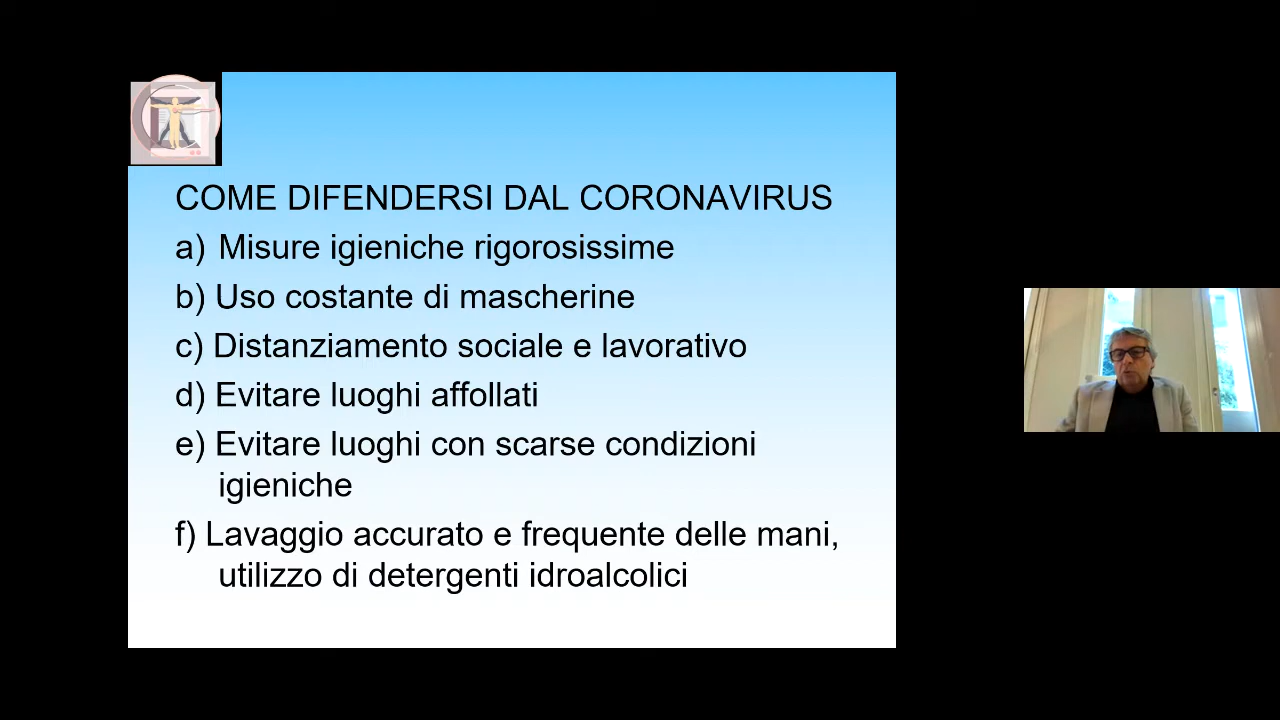 COME DIFENDERSI DAL CORONAVIRUS
a) Misure igieniche rigorosissime
b) Uso costante di mascherine
c) Distanziamento sociale e lavorativo
d) Evitare luoghi affollati
e) Evitare luoghi con scarse condizioni
igieniche
f) Lavaggio accurato e frequente delle mani,
utilizzo di detergenti idroalcolici